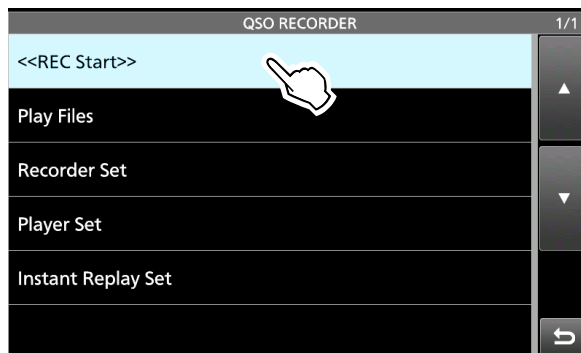 QSO RECORDER 1/1
<<REC Start>>
Play Files
Recorder Set
Player Set
Instant Replay Set